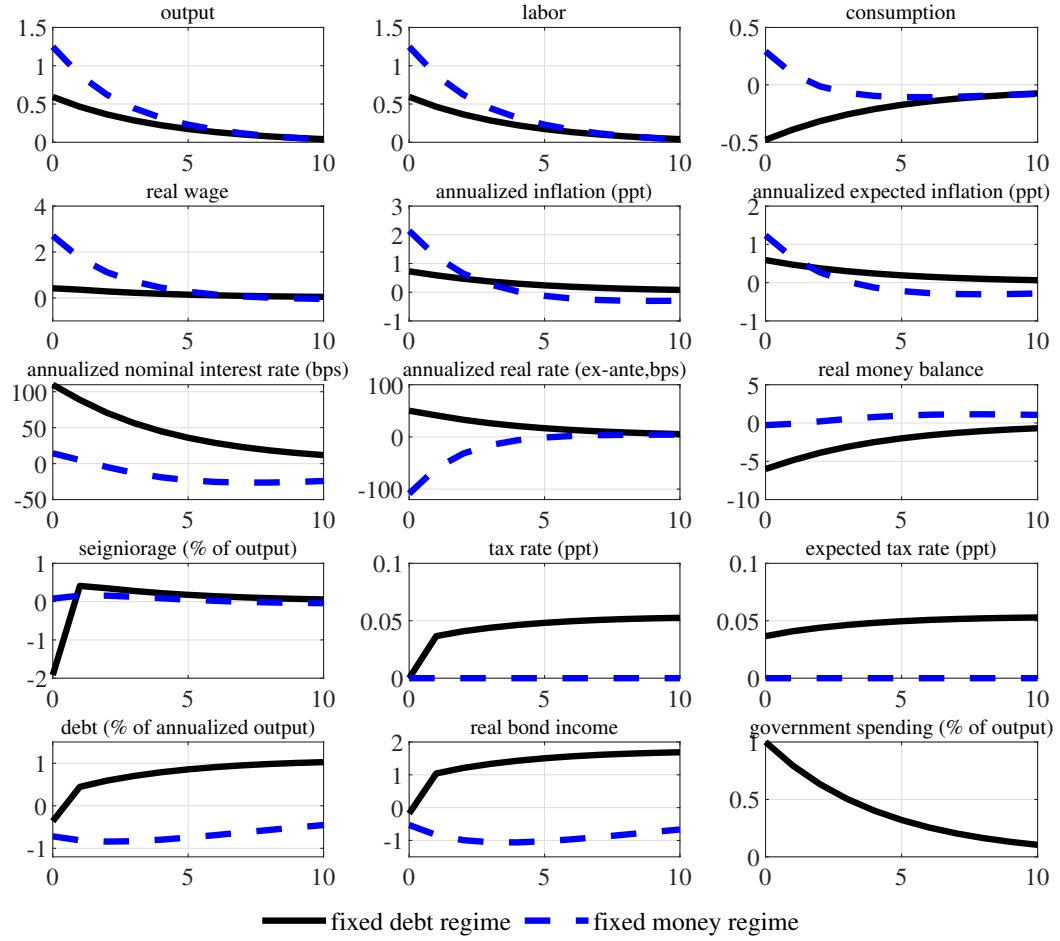 output
labor
consumption
1.5
1
0.5
0
0 5 10
1.5
1
0.5
0
0 5 10
0.5
0
-0.5
0 5 10
real wage
annualized inflation (ppt)
annualized expected inflation (ppt)
4
2
0
0 5 10
3
2
1
0
-1
0 5 10
2
1
0
-1
0 5 10
annualized nominal interest rate (bps)
annualized real rate (ex-ante,bps)
real money balance
100
50
0
-50
0 5 10
100
0
-100
0 5 10
5
0
-5
-10
0 5 10
seigniorage (% of output)
tax rate (ppt)
expected tax rate (ppt)
1
0
-1
-2
0 5 10
0.1
0.05
0
0 5 10
0.1
0.05
0
0 5 10
debt (% of annualized output)
real bond income
government spending (% of output)
1
0
-1
0 5 10
2
1
0
-1
0 5 10
1
0.5
0
0 5 10
fixed debt regime fixed money regime